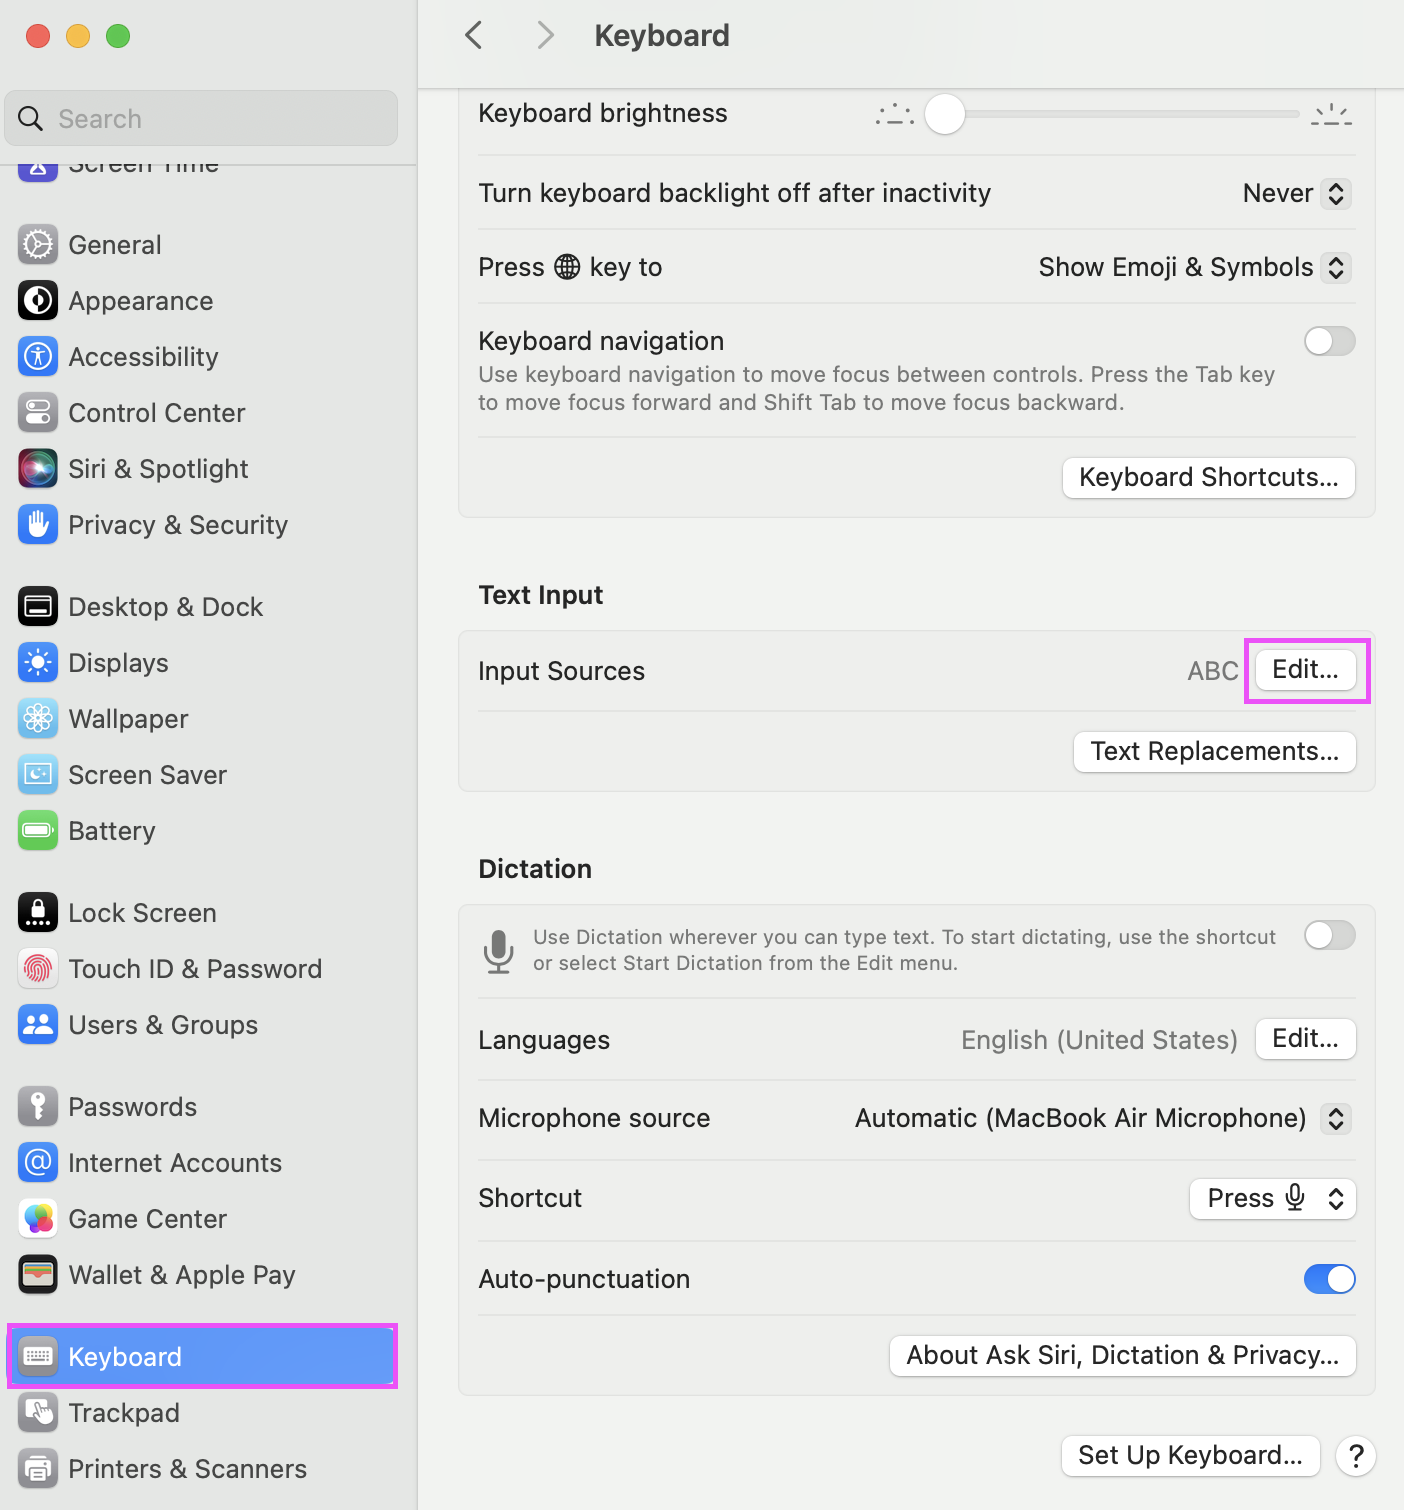 Search
Screen Time
General
Appearance
Accessibility
Control Center
Siri & Spotlight
Privacy & Security
Desktop & Dock
Displays
Wallpaper
Screen Saver
Battery
Lock Screen
Touch ID & Password
Users & Groups
Passwords
Internet Accounts
Game Center
Wallet & Apple Pay
Keyboard
Trackpad
Printers & Scanners
Keyboard
Keyboard brightness
Turn keyboard backlight off after inactivity Never
Press key to Show Emoji & Symbols
Keyboard navigation
Use keyboard navigation to move focus between controls. Press the Tab key
to move focus forward and Shift Tab to move focus backward.
Keyboard Shortcuts...
Text Input
Input Sources ABC Edit...
Text Replacements...
Dictation
Use Dictation wherever you can type text. To start dictating, use the shortcut
or select Start Dictation from the Edit menu.
Languages English (United States) Edit...
Microphone source Automatic (MacBook Air Microphone)
Shortcut Press
Auto-punctuation
About Ask Siri, Dictation & Privacy...
Set Up Keyboard... ?